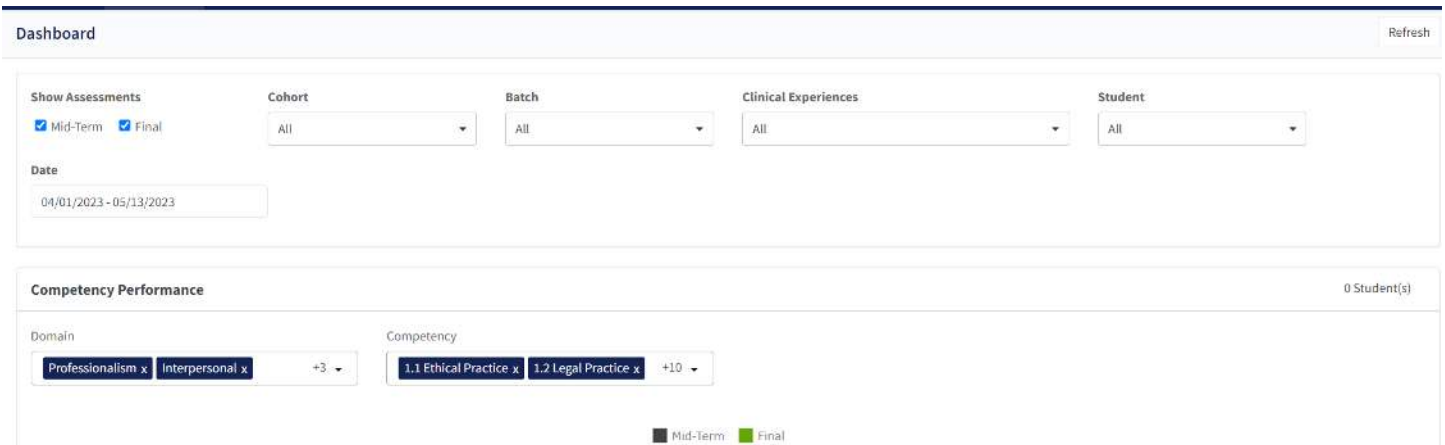 Dashboard Refresh
Show Assessments Cohort Batch Clinical Experiences Student
Mid-Term Final All All All All
Date
04/01/2023 - 05/13/2023
Competency Performance 0 Student(s)
Domain Competency
Professionalism x Interpersonal x +3 1.1 Ethical Practice x 1.2 Legal Practice x +10
Mid-Term Final